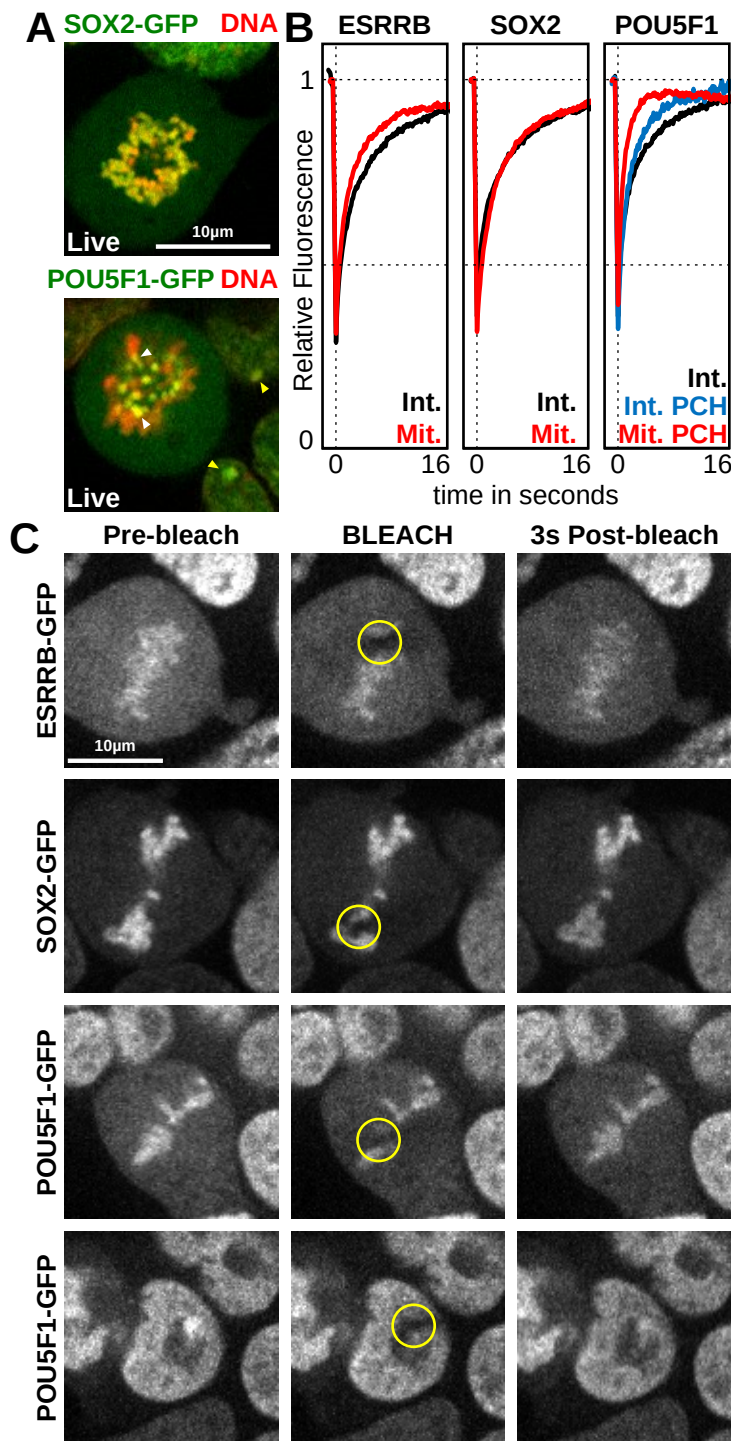 A
SOX2-GFP DNA
Live
10µm
POU5F1-GFP DNA
Live
B
ESRRB SOX2 POU5F1
Relative Fluorescence
1
0
Int.
Mit.
Int.
Mit.
Int.
Int. PCH
Mit. PCH
0 16 0 16 0 16
time in seconds
C
Pre-bleach BLEACH 3s Post-bleach
ESRRB-GFP
10µm
SOX2-GFP
POU5F1-GFP
POU5F1-GFP